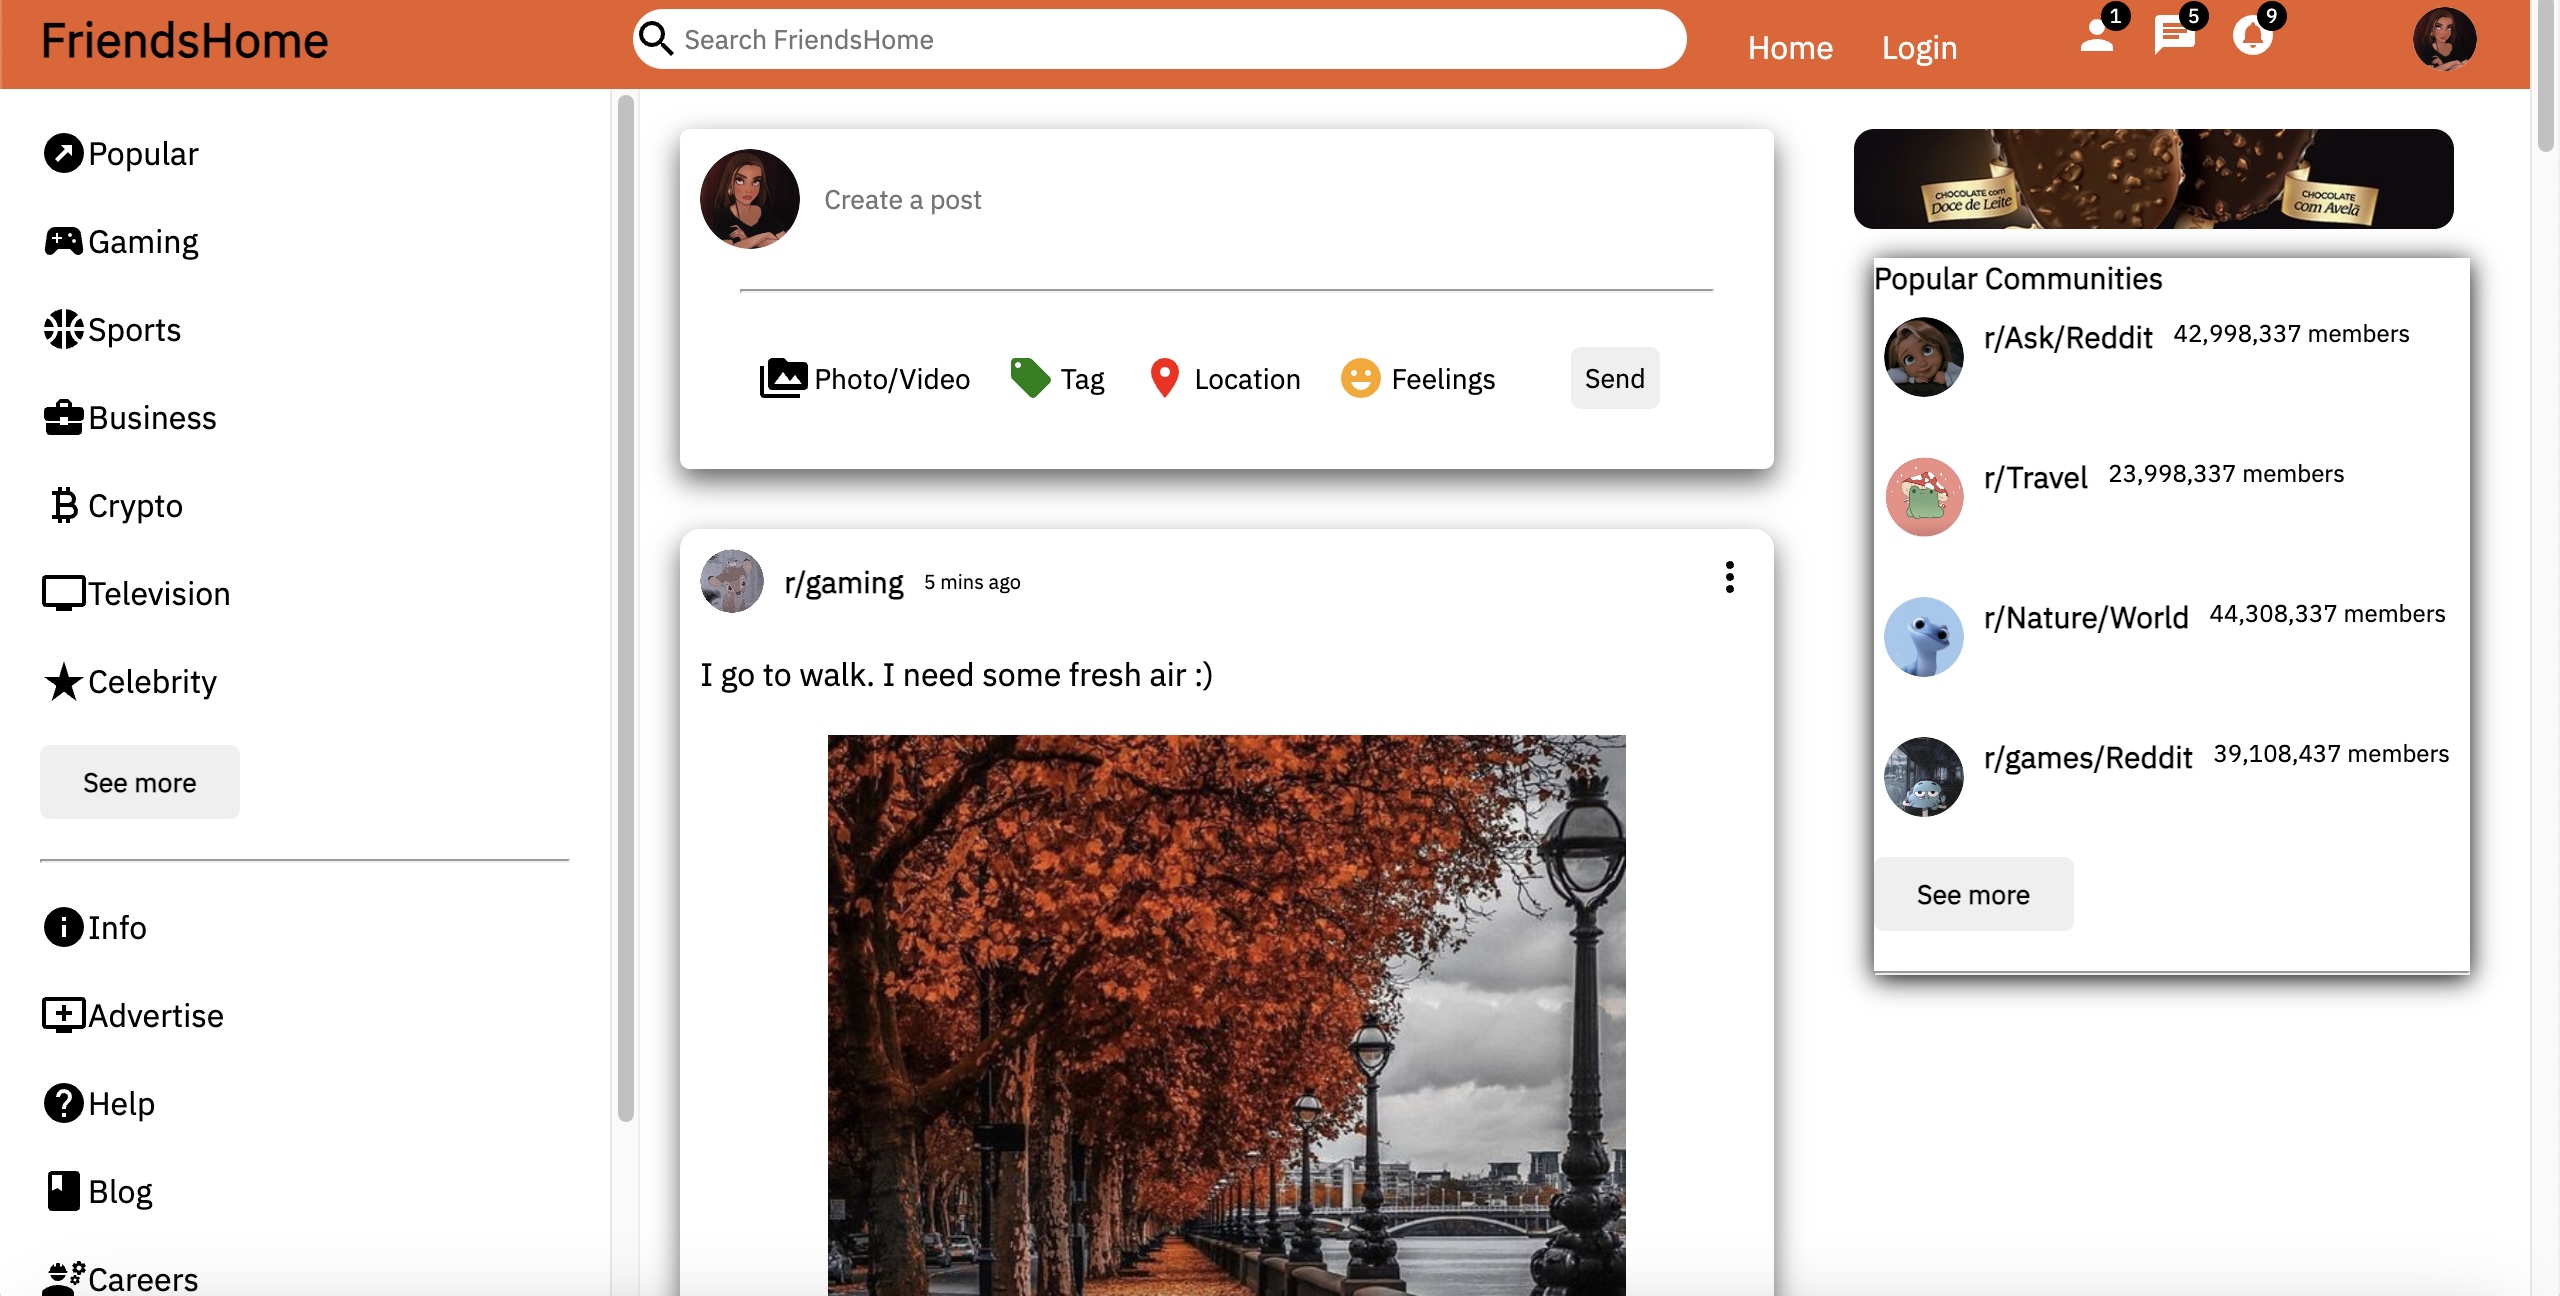 FriendsHome
Search FriendsHome
Home
Login
1
5
9
Popular
Gaming
Sports
Business
Crypto
Television
Celebrity
See more
Info
Advertise
Help
Blog
Careers
Create a post
Photo/Video
Tag
Location
Feelings
Send
r/gaming 5 mins ago
I go to walk. I need some fresh air :)
CHOCOLATE com
Doce de Leite
CHOCOLATE
com Avelã
Popular Communities
r/Ask/Reddit 42,998,337 members
r/Travel 23,998,337 members
r/Nature/World 44,308,337 members
r/games/Reddit 39,108,437 members
See more